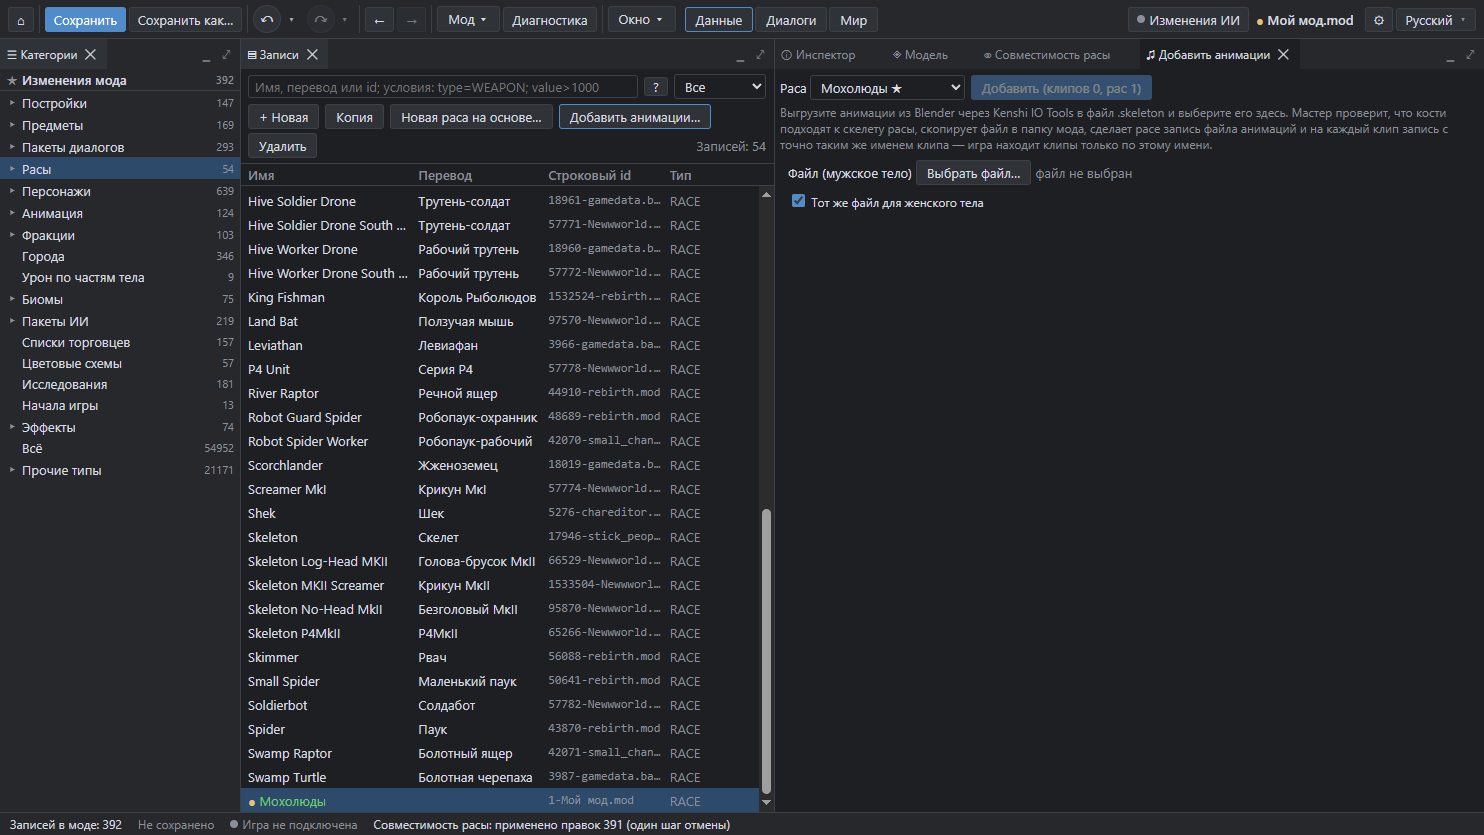 Сохранить Сохранить как... Мод Диагностика Окно Данные Диалоги Мир Изменения ИИ Мой мод.mod Русский
Категории
Изменения мода 392
Постройки 147
Предметы 169
Пакеты диалогов 293
Расы 54
Персонажи 639
Анимация 124
Фракции 103
Города 346
Урон по частям тела 9
Биомы 75
Пакеты ИИ 219
Списки торговцев 157
Цветовые схемы 57
Исследования 181
Начала игры 13
Эффекты 74
Всё 54952
Прочие типы 21171
Записи
Имя, перевод или id; условия: type=WEAPON; value>1000 ? Все
+ Новая Копия Новая раса на основе... Добавить анимации...
Удалить Записей: 54
Имя Перевод Строковый id Тип
Hive Soldier Drone Трутень-солдат 18961-gamedata.b... RACE
Hive Soldier Drone South ... Трутень-солдат 57771-Newwworld.... RACE
Hive Worker Drone Рабочий трутень 18960-gamedata.b... RACE
Hive Worker Drone South ... Рабочий трутень 57772-Newwworld.... RACE
King Fishman Король Рыболюдов 1532524-rebirth.... RACE
Land Bat Ползучая мышь 97570-Newwworld.... RACE
Leviathan Левиафан 3966-gamedata.ba... RACE
P4 Unit Серия P4 57778-Newwworld.... RACE
River Raptor Речной ящер 44910-rebirth.mod RACE
Robot Guard Spider Робопаук-охранник 48689-rebirth.mod RACE
Robot Spider Worker Робопаук-рабочий 42070-small_chan... RACE
Scorchlander Жженоземец 18019-gamedata.b... RACE
Screamer MkI Крикун МкI 57774-Newwworld.... RACE
Shek Шек 5276-chareditor.... RACE
Skeleton Скелет 17946-stick_peop... RACE
Skeleton Log-Head MKII Голова-брусок МкII 66529-Newwworld.... RACE
Skeleton MKII Screamer Крикун МкII 1533504-Newwworl... RACE
Skeleton No-Head MkII Безголовый МкII 95870-Newwworld.... RACE
Skeleton P4MkII P4МкII 65266-Newwworld.... RACE
Skimmer Рвач 56088-rebirth.mod RACE
Small Spider Маленький паук 50641-rebirth.mod RACE
Soldierbot Солдабот 57782-Newwworld.... RACE
Spider Паук 43870-rebirth.mod RACE
Swamp Raptor Болотный ящер 42071-small_chan... RACE
Swamp Turtle Болотная черепаха 3987-gamedata.ba... RACE
Мохолюды 1-Мой мод.mod RACE
Инспектор Модель Совместимость расы Добавить анимации
Раса Мохолюды ★ Добавить (клипов 0, рас 1)
Выгрузите анимации из Blender через Kenshi IO Tools в файл .skeleton и выберите его здесь. Мастер проверит, что кости
подходят к скелету расы, скопирует файл в папку мода, сделает расе запись файла анимаций и на каждый клип запись с
точно таким же именем клипа — игра находит клипы только по этому имени.
Файл (мужское тело) Выбрать файл... файл не выбран
Тот же файл для женского тела
Записей в моде: 392 Не сохранено Игра не подключена Совместимость расы: применено правок 391 (один шаг отмены)